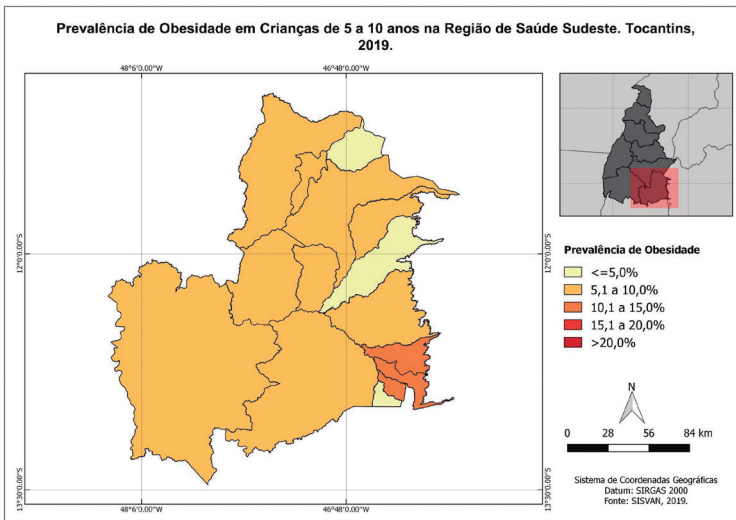 Prevalência de Obesidade em Crianças de 5 a 10 anos na Região de Saúde Sudeste. Tocantins,
2019.
48°6'0.00"S
46°48'0.00"S
12°0'0.00"S
12°0'0.00"S
Prevalência de Obesidade
<=5,0%
5,1 a 10,0%
10,1 a 15,0%
15,1 a 20,0%
>20,0%
N
0 28 56 84 km
Sistema de Coordenadas Geográficas
Datum: SIRGAS 2000
Fonte: SISVAN, 2019.
13°30'0.00"S
13°30'0.00"S
48°6'0.00"S
46°48'0.00"S